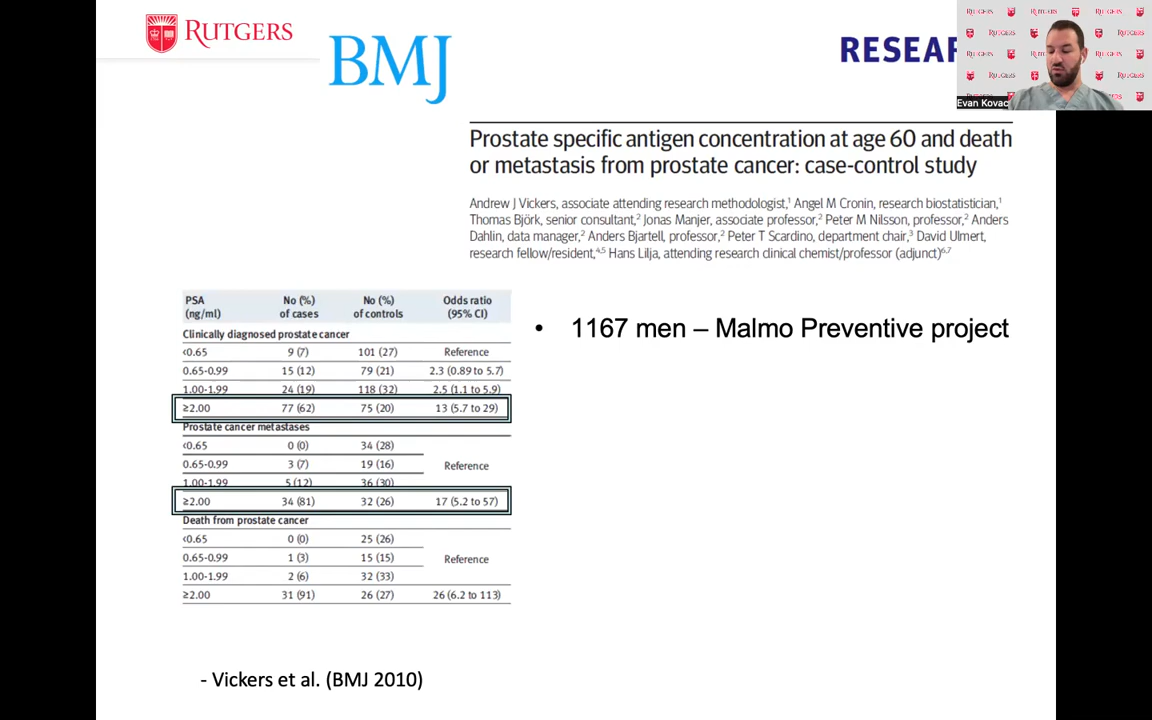 RUTGERS
BMJ
RESEAR
Evan Kovac
Prostate specific antigen concentration at age 60 and death
or metastasis from prostate cancer: case-control study
Andrew J Vickers, associate attending research methodologist,¹ Angel M Cronin, research biostatistician,¹
Thomas Björk, senior consultant,² Jonas Manjer, associate professor,² Peter M Nilsson, professor,² Anders
Dahlin, data manager,² Anders Bjartell, professor,² Peter T Scardino, department chair,³ David Ulmert,
research fellow/resident,⁴,⁵ Hans Lilja, attending research clinical chemist/professor (adjunct)⁶,⁷
PSA No (%) No (%) Odds ratio
(ng/ml) of cases of controls (95% CI)
Clinically diagnosed prostate cancer
<0.65 9 (7) 101 (27) Reference
0.65-0.99 15 (12) 79 (21) 2.3 (0.89 to 5.7)
1.00-1.99 24 (19) 118 (32) 2.5 (1.1 to 5.9)
≥2.00 77 (62) 75 (20) 13 (5.7 to 29)
Prostate cancer metastases
<0.65 0 (0) 34 (28)
0.65-0.99 3 (7) 19 (16) Reference
1.00-1.99 5 (12) 36 (30)
≥2.00 34 (81) 32 (26) 17 (5.2 to 57)
Death from prostate cancer
<0.65 0 (0) 25 (26)
0.65-0.99 1 (3) 15 (15) Reference
1.00-1.99 2 (6) 32 (33)
≥2.00 31 (91) 26 (27) 26 (6.2 to 113)
• 1167 men – Malmo Preventive project
- Vickers et al. (BMJ 2010)